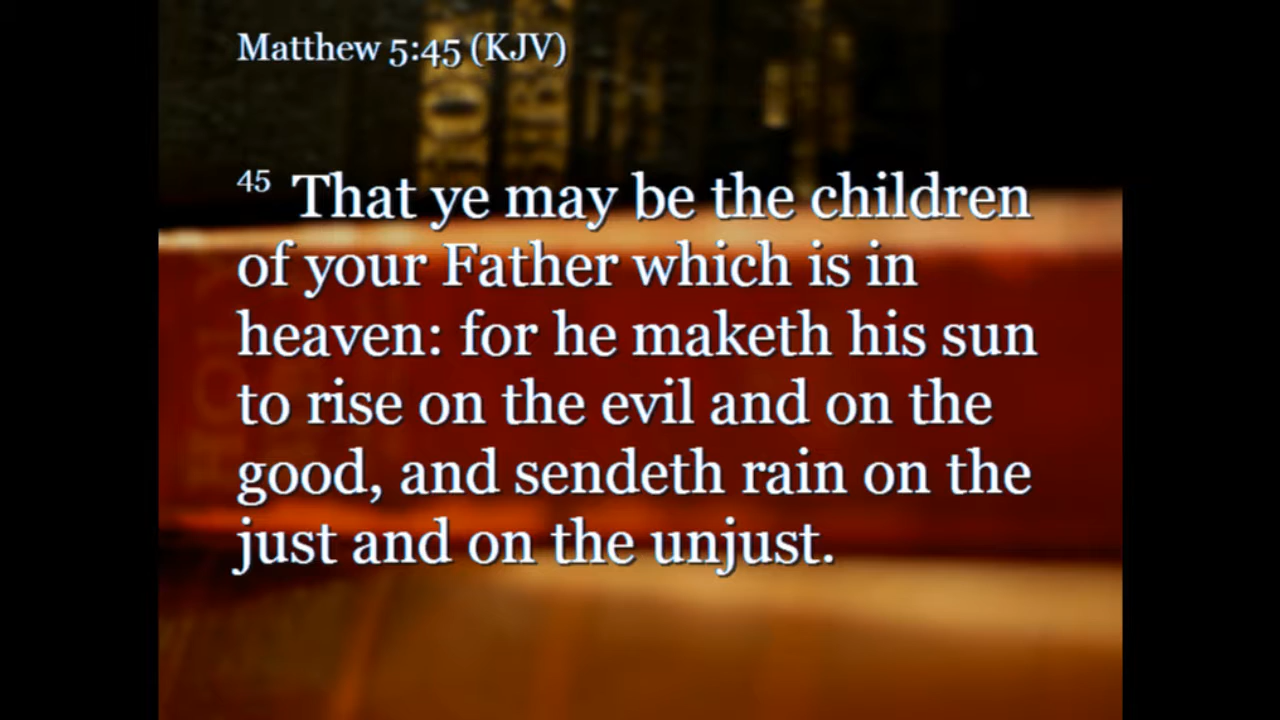 Matthew 5:45 (KJV)
45 That ye may be the children
of your Father which is in
heaven: for he maketh his sun
to rise on the evil and on the
good, and sendeth rain on the
just and on the unjust.